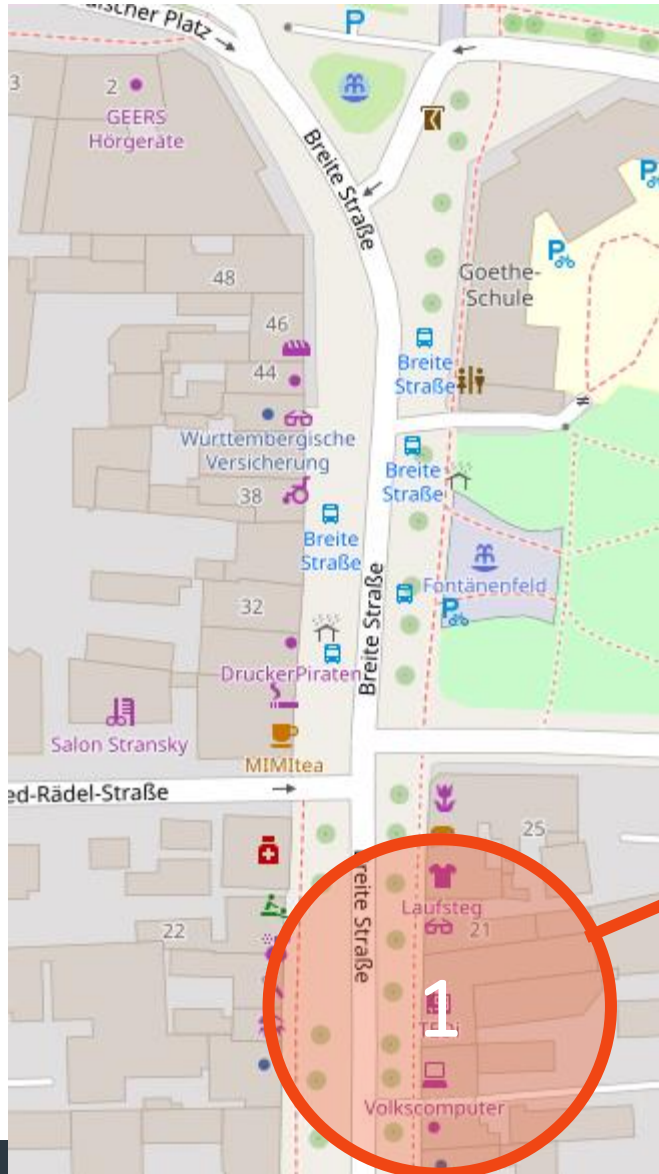 discher Platz
P
3
2
GEERS
Hörgeräte
Breite Straße
P
P
Goethe-
Schule
48
46
44
Breite
Straße
Württembergische
Versicherung
38
Breite
Straße
Breite
Straße
Fontänenfeld
P
32
Breite Straße
DruckerPiraten
Salon Stransky
MIMItea
ed-Rädel-Straße
25
Breite Straße
Laufsteg
21
22
1
Volkscomputer